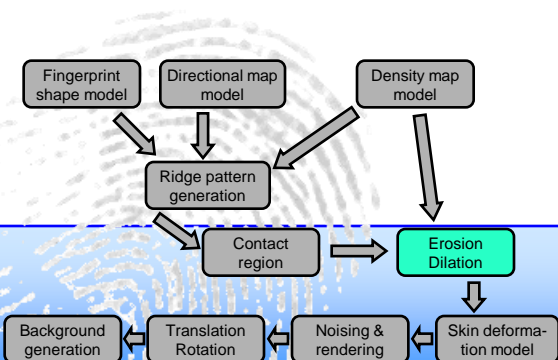 Fingerprint
shape model
Directional map
model
Density map
model
Ridge pattern
generation
Contact
region
Erosion
Dilation
Background
generation
Translation
Rotation
Noising &
rendering
Skin deforma-
tion model